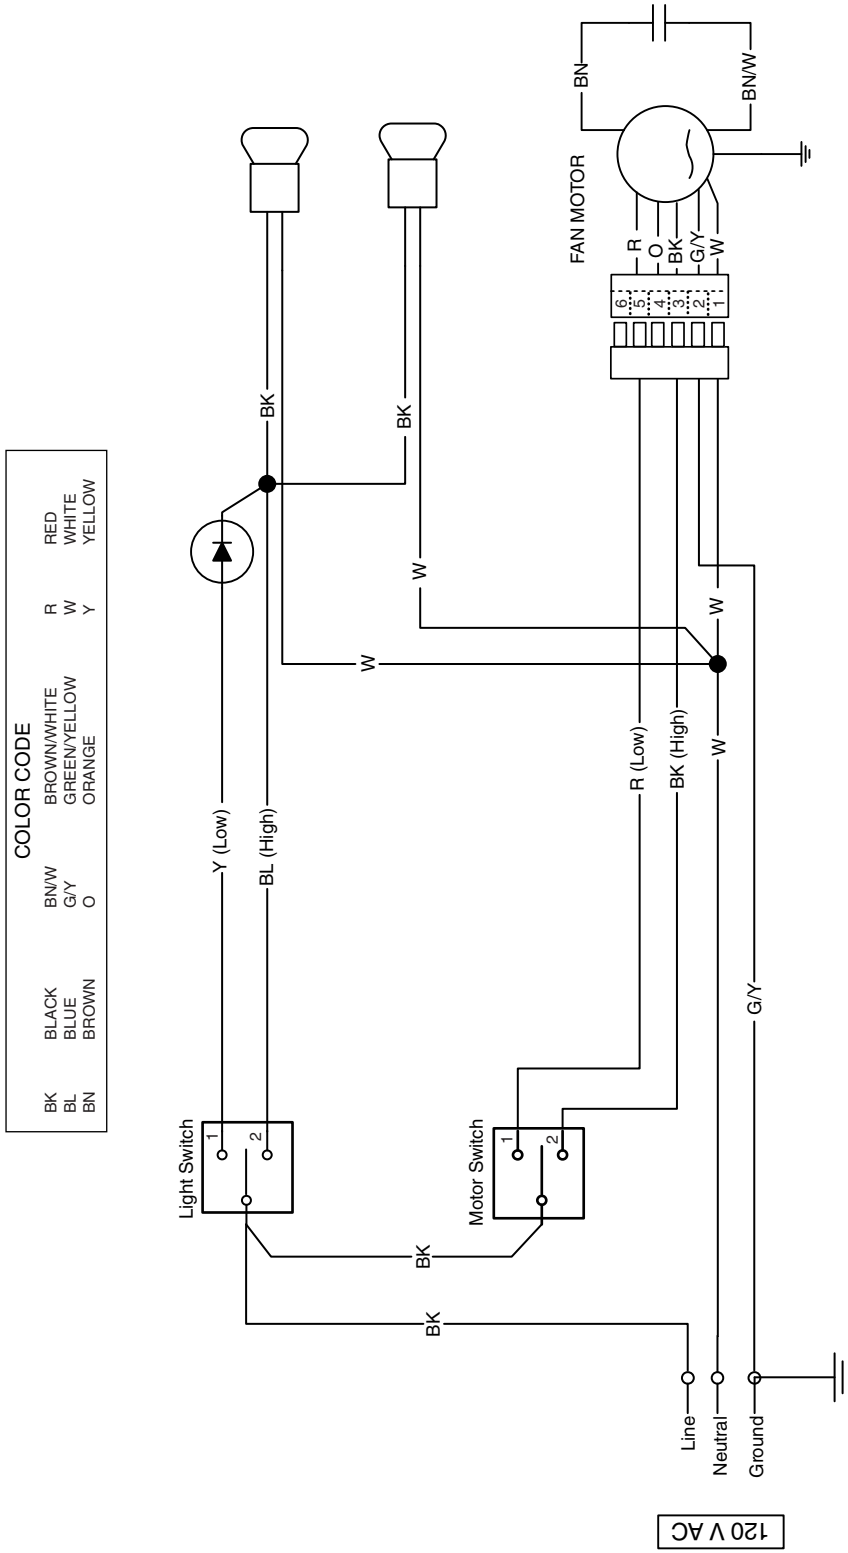 COLOR CODE
BK BLACK BN/W BROWN/WHITE R RED
BL BLUE G/Y GREEN/YELLOW W WHITE
BN BROWN O ORANGE Y YELLOW
Light Switch
1
2
Y (Low)
BL (High)
BK
BK
W
W
BK
BK
Motor Switch
1
2
R (Low)
BK (High)
W
W
G/Y
6
5
4
3
2
1
R
O
BK
G/Y
W
FAN MOTOR
BN
BN/W
Line
Neutral
Ground
120 V AC